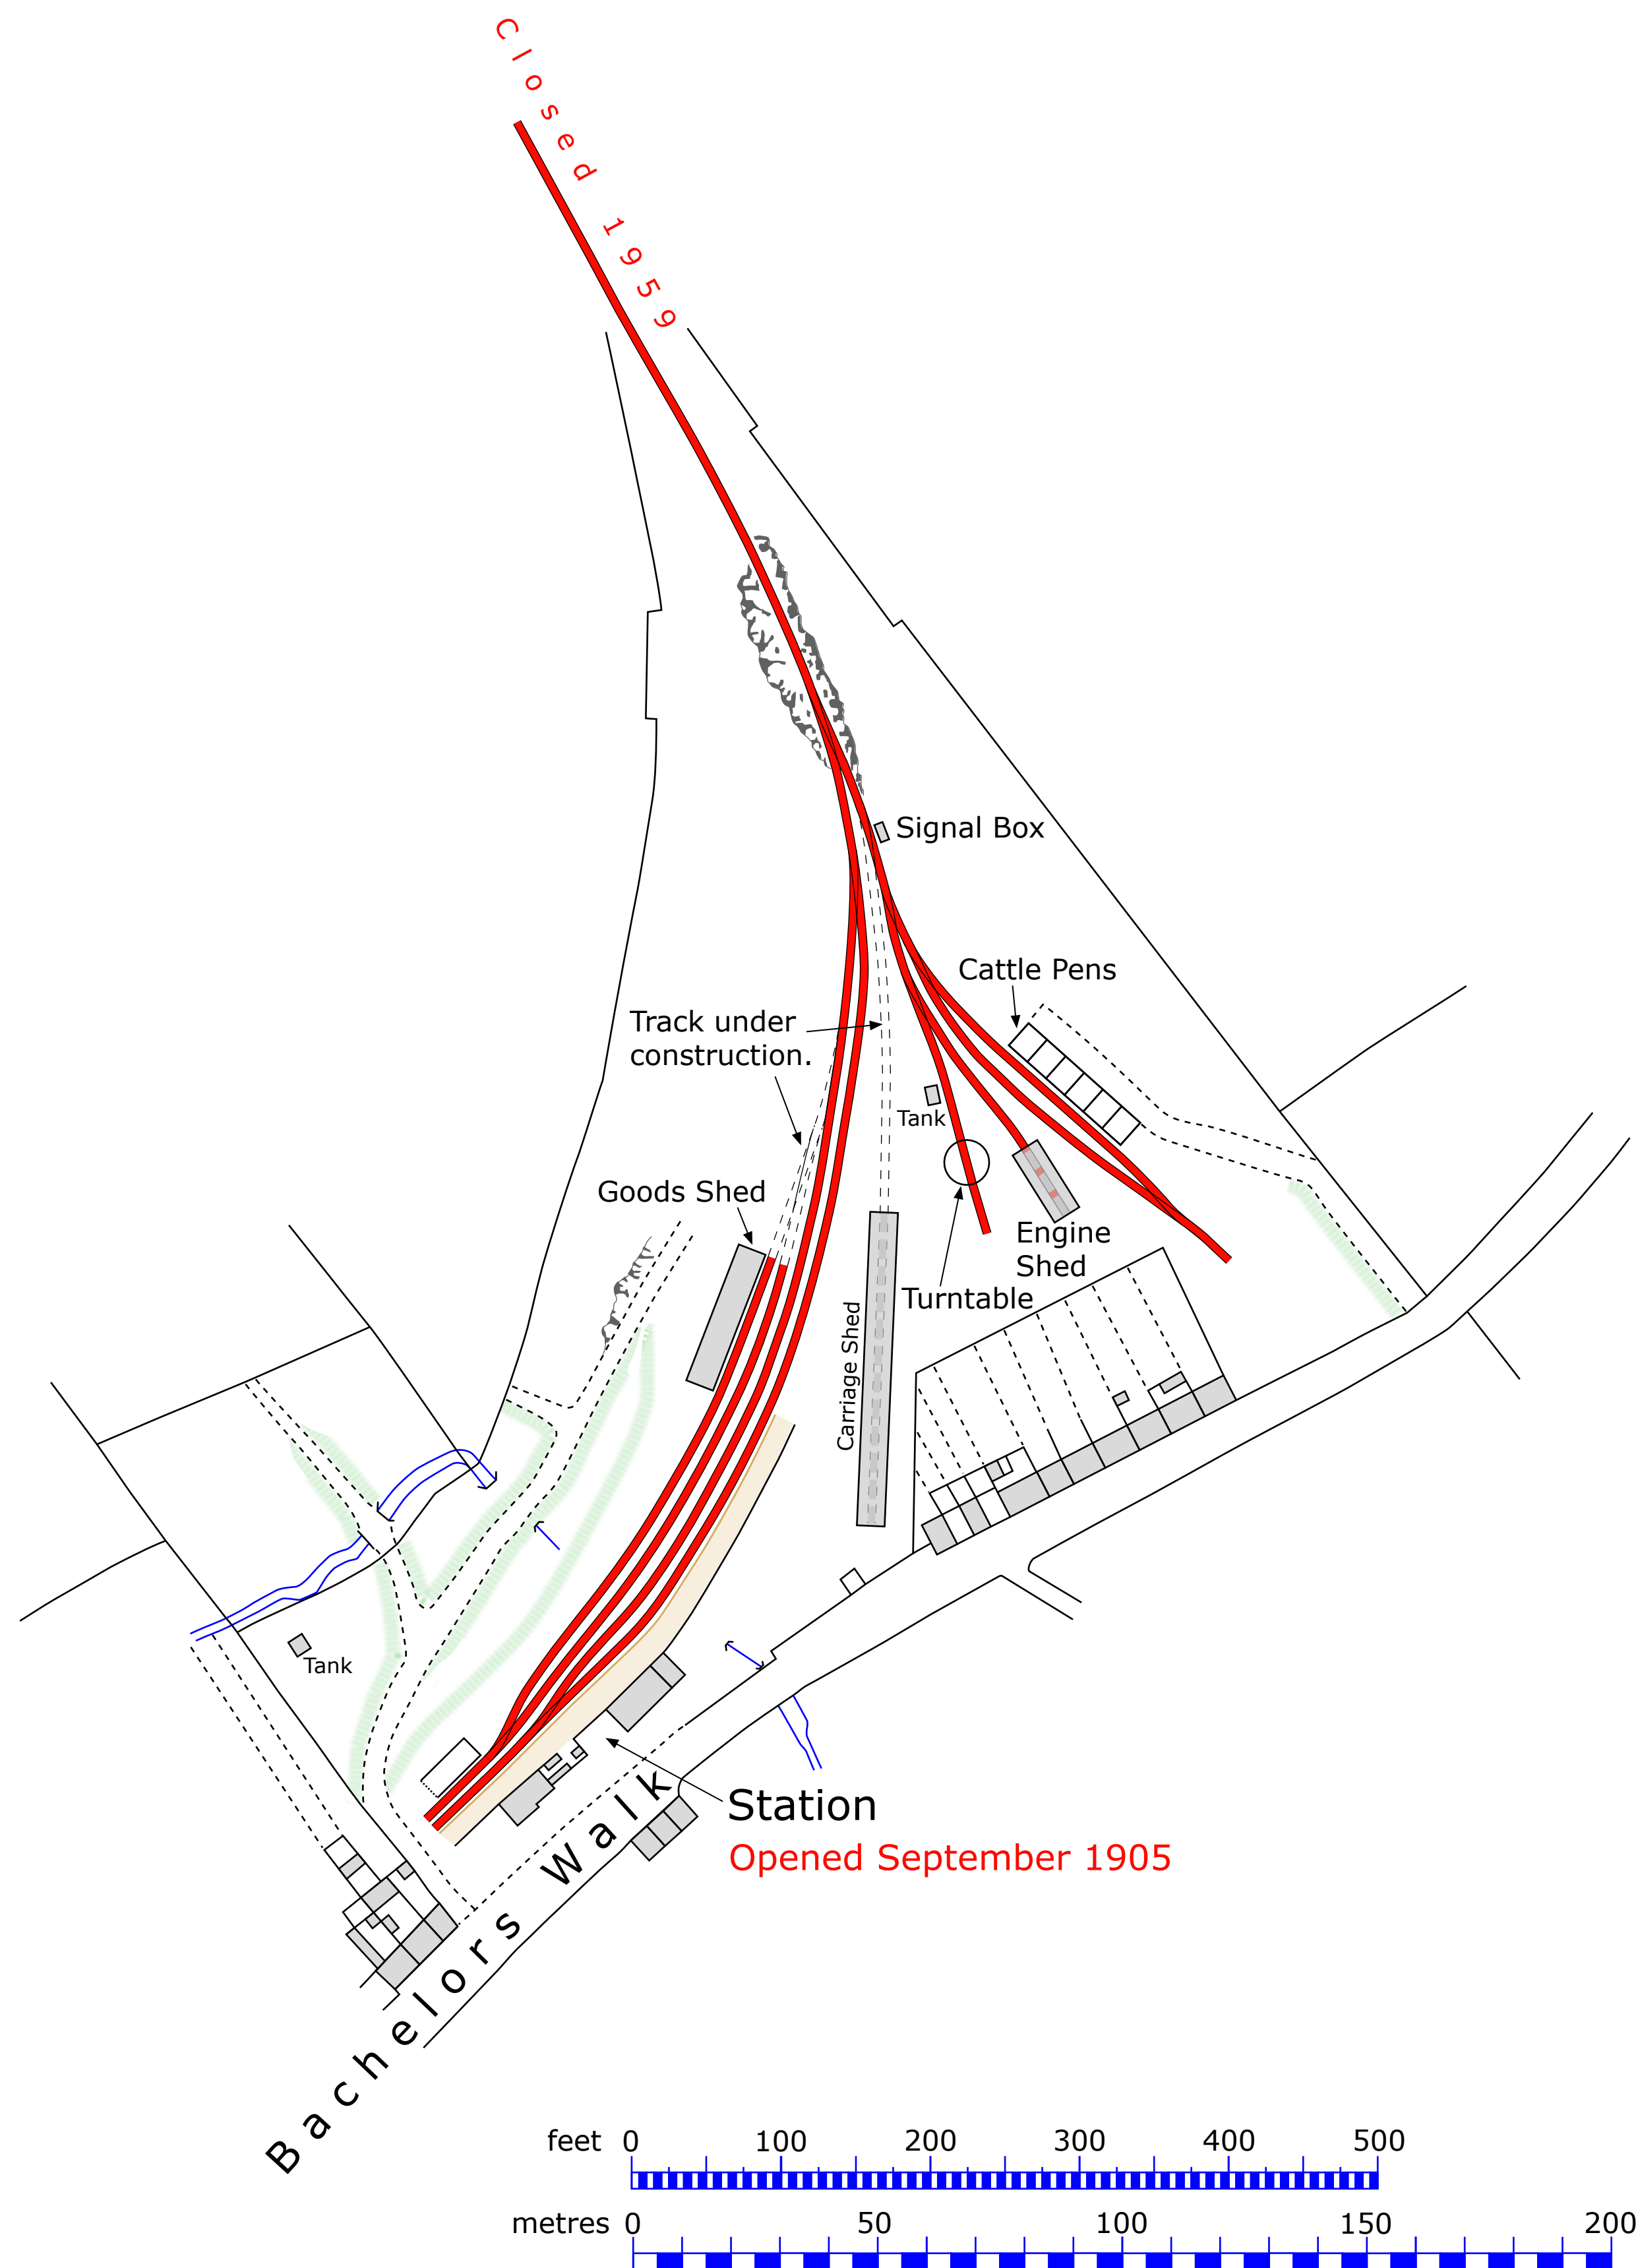 Closed 1959
Signal Box
Cattle Pens
Track under
construction.
Tank
Goods Shed
Engine
Shed
Turntable
Carriage Shed
Tank
Station
Opened September 1905
Bachelors Walk
feet 0 100 200 300 400 500
metres 0 50 100 150 200